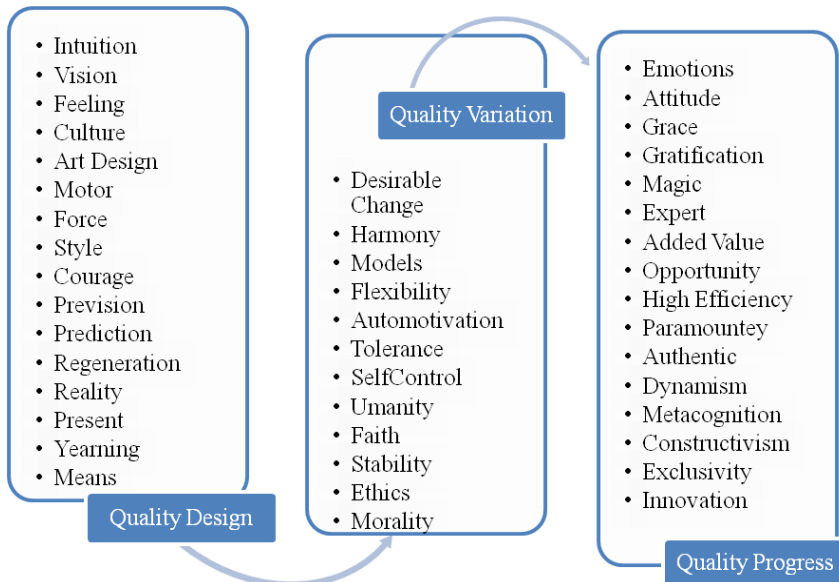 • Intuition
• Vision
• Feeling
• Culture
• Art Design
• Motor
• Force
• Style
• Courage
• Prevision
• Prediction
• Regeneration
• Reality
• Present
• Yearning
• Means
Quality Design
Quality Variation
• Desirable
Change
• Harmony
• Models
• Flexibility
• Automotivation
• Tolerance
• SelfControl
• Umanity
• Faith
• Stability
• Ethics
• Morality
• Emotions
• Attitude
• Grace
• Gratification
• Magic
• Expert
• Added Value
• Opportunity
• High Efficiency
• Paramountey
• Authentic
• Dynamism
• Metacognition
• Constructivism
• Exclusivity
• Innovation
Quality Progress